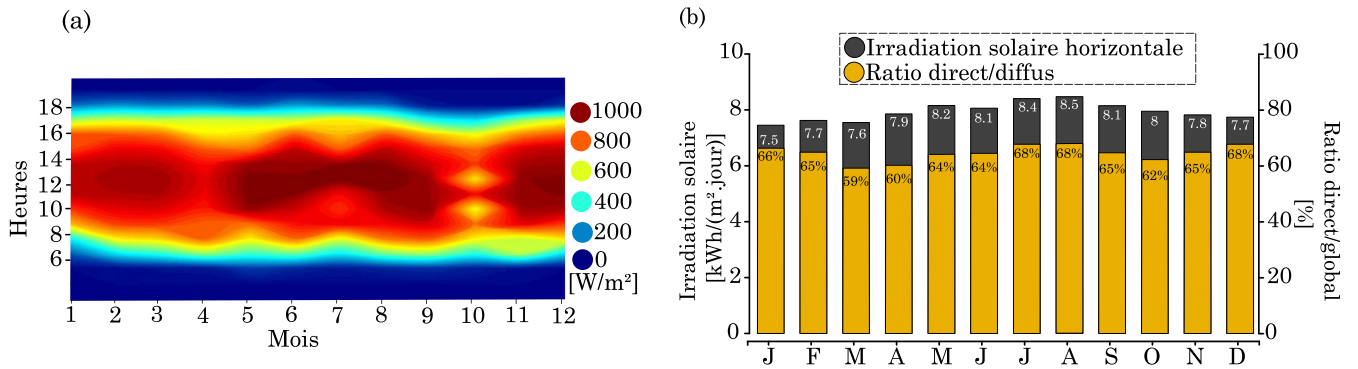 (a)
Heures
18
16
14
12
10
8
6
1 2 3 4 5 6 7 8 9 10 11 12
Mois
1000
800
600
400
200
0
[W/m²]
(b)
Irradiation solaire horizontale
Ratio direct/diffus
Irradiation solaire
[kWh/(m².jour)]
10
8
6
4
2
0
7.5 7.7 7.6 7.9 8.2 8.1 8.4 8.5 8.1 8 7.8 7.7
66% 65% 59% 60% 64% 64% 68% 68% 65% 62% 65% 68%
J F M A M J J A S O N D
100
80
60
40
20
0
Ratio direct/global
[%]